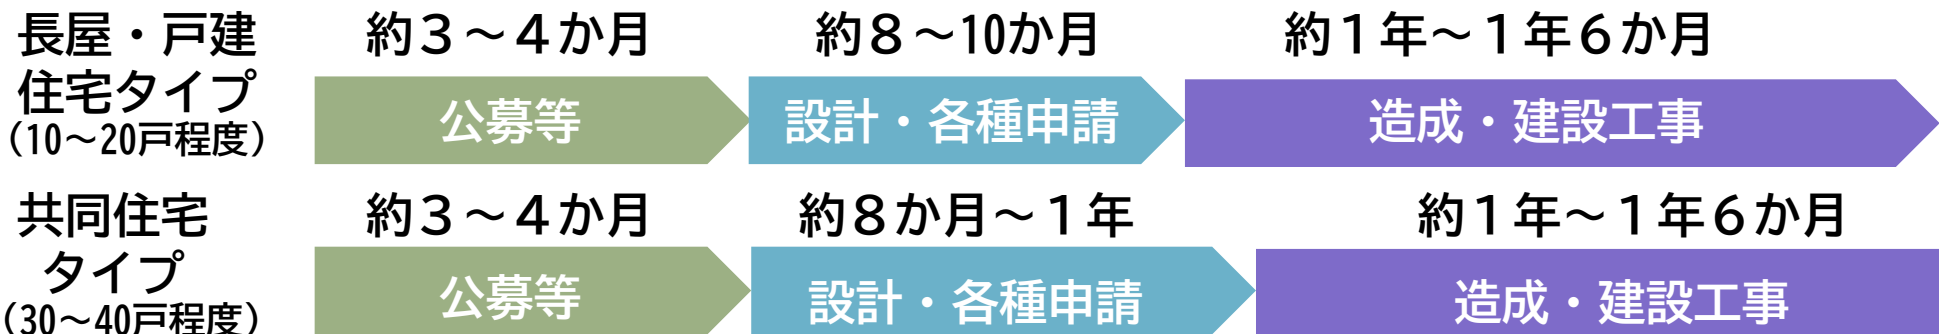 長屋・戸建
住宅タイプ
（10～20戸程度）
約３～４か月
約８～10か月
約１年～１年６か月
公募等
設計・各種申請
造成・建設工事
共同住宅
タイプ
（30～40戸程度）
約３～４か月
約８か月～１年
約１年～１年６か月
公募等
設計・各種申請
造成・建設工事